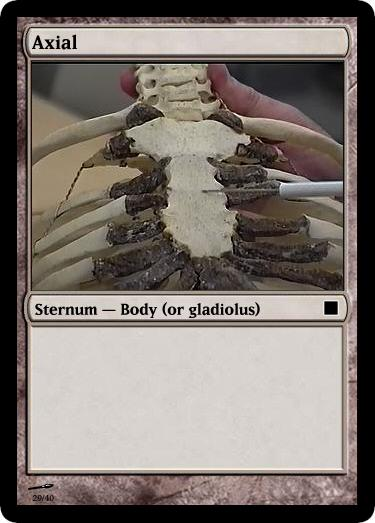 Axial
Sternum — Body (or gladiolus)
29/40